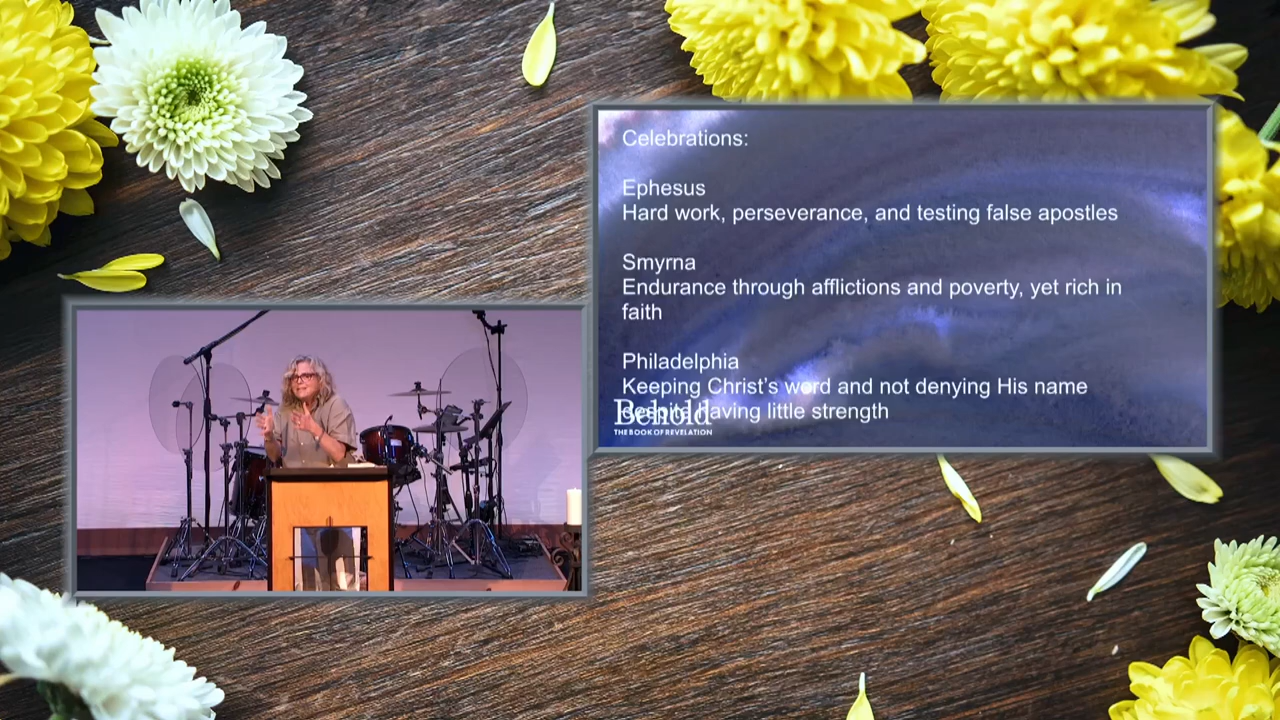 Celebrations:
Ephesus
Hard work, perseverance, and testing false apostles
Smyrna
Endurance through afflictions and poverty, yet rich in
faith
Philadelphia
Keeping Christ's word and not denying His name
despite having little strength
Behold
THE BOOK OF REVELATION